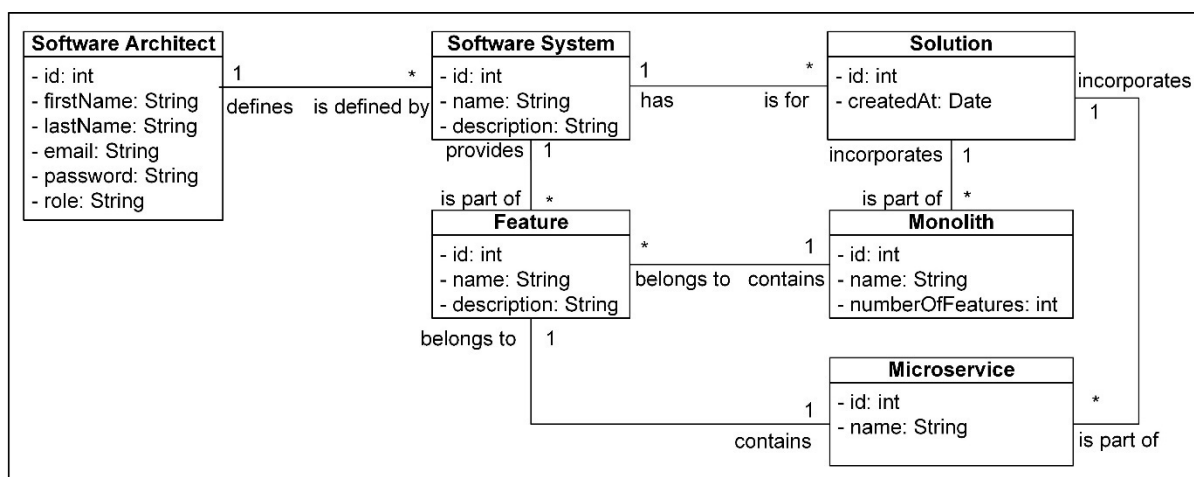 Software Architect
- id: int
- firstName: String
- lastName: String
- email: String
- password: String
- role: String
1
*
defines
is defined by
Software System
- id: int
- name: String
- description: String
1
*
has
is for
Solution
- id: int
- createdAt: Date
incorporates
1
provides
1
is part of
*
incorporates
1
is part of
*
Feature
- id: int
- name: String
- description: String
*
1
belongs to
contains
Monolith
- id: int
- name: String
- numberOfFeatures: int
belongs to
1
1
contains
Microservice
- id: int
- name: String
*
is part of